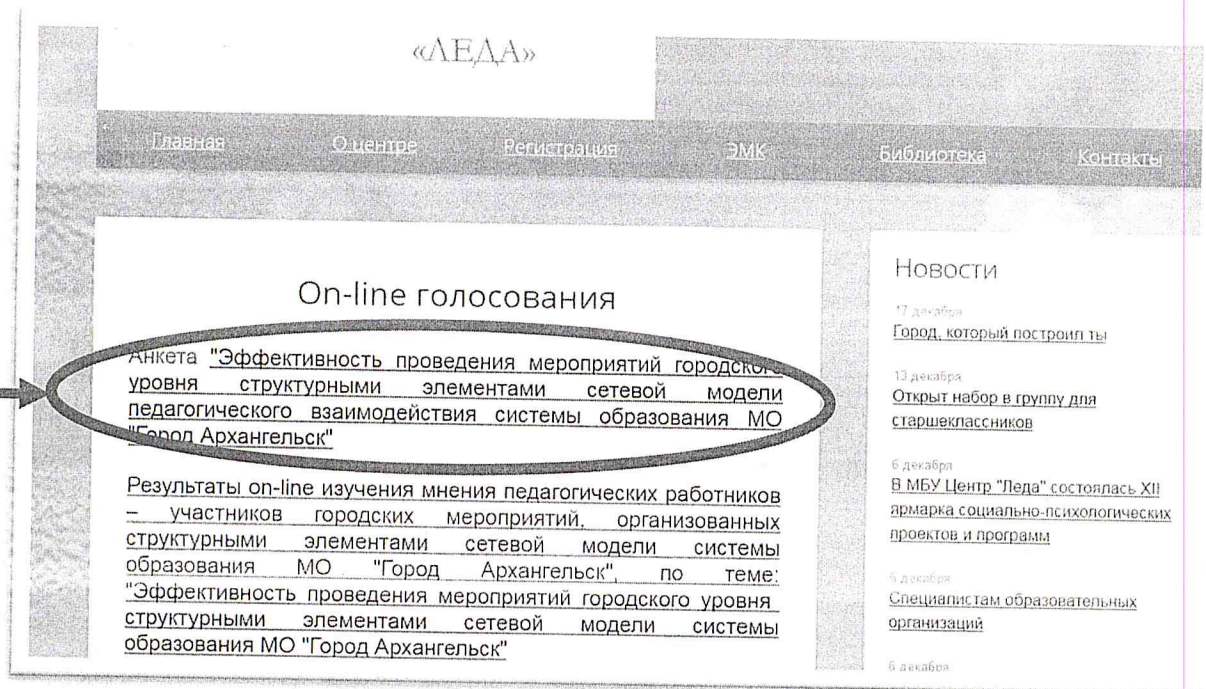 «ЛЕДА»
Главная О центре Регистрация ЭМК Библиотека Контакты
On-line голосования
Анкета "Эффективность проведения мероприятий городского
уровня структурными элементами сетевой модели
педагогического взаимодействия системы образования МО
"Город Архангельск"
Результаты on-line изучения мнения педагогических работников
– участников городских мероприятий, организованных
структурными элементами сетевой модели системы
образования МО "Город Архангельск", по теме:
"Эффективность проведения мероприятий городского уровня
структурными элементами сетевой модели системы
образования МО "Город Архангельск"
Новости
17 декабря
Город, который построил ты
13 декабря
Открыт набор в группу для
старшеклассников
6 декабря
В МБУ Центр "Леда" состоялась XII
ярмарка социально-психологических
проектов и программ
6 декабря
Специалистам образовательных
организаций
6 декабря